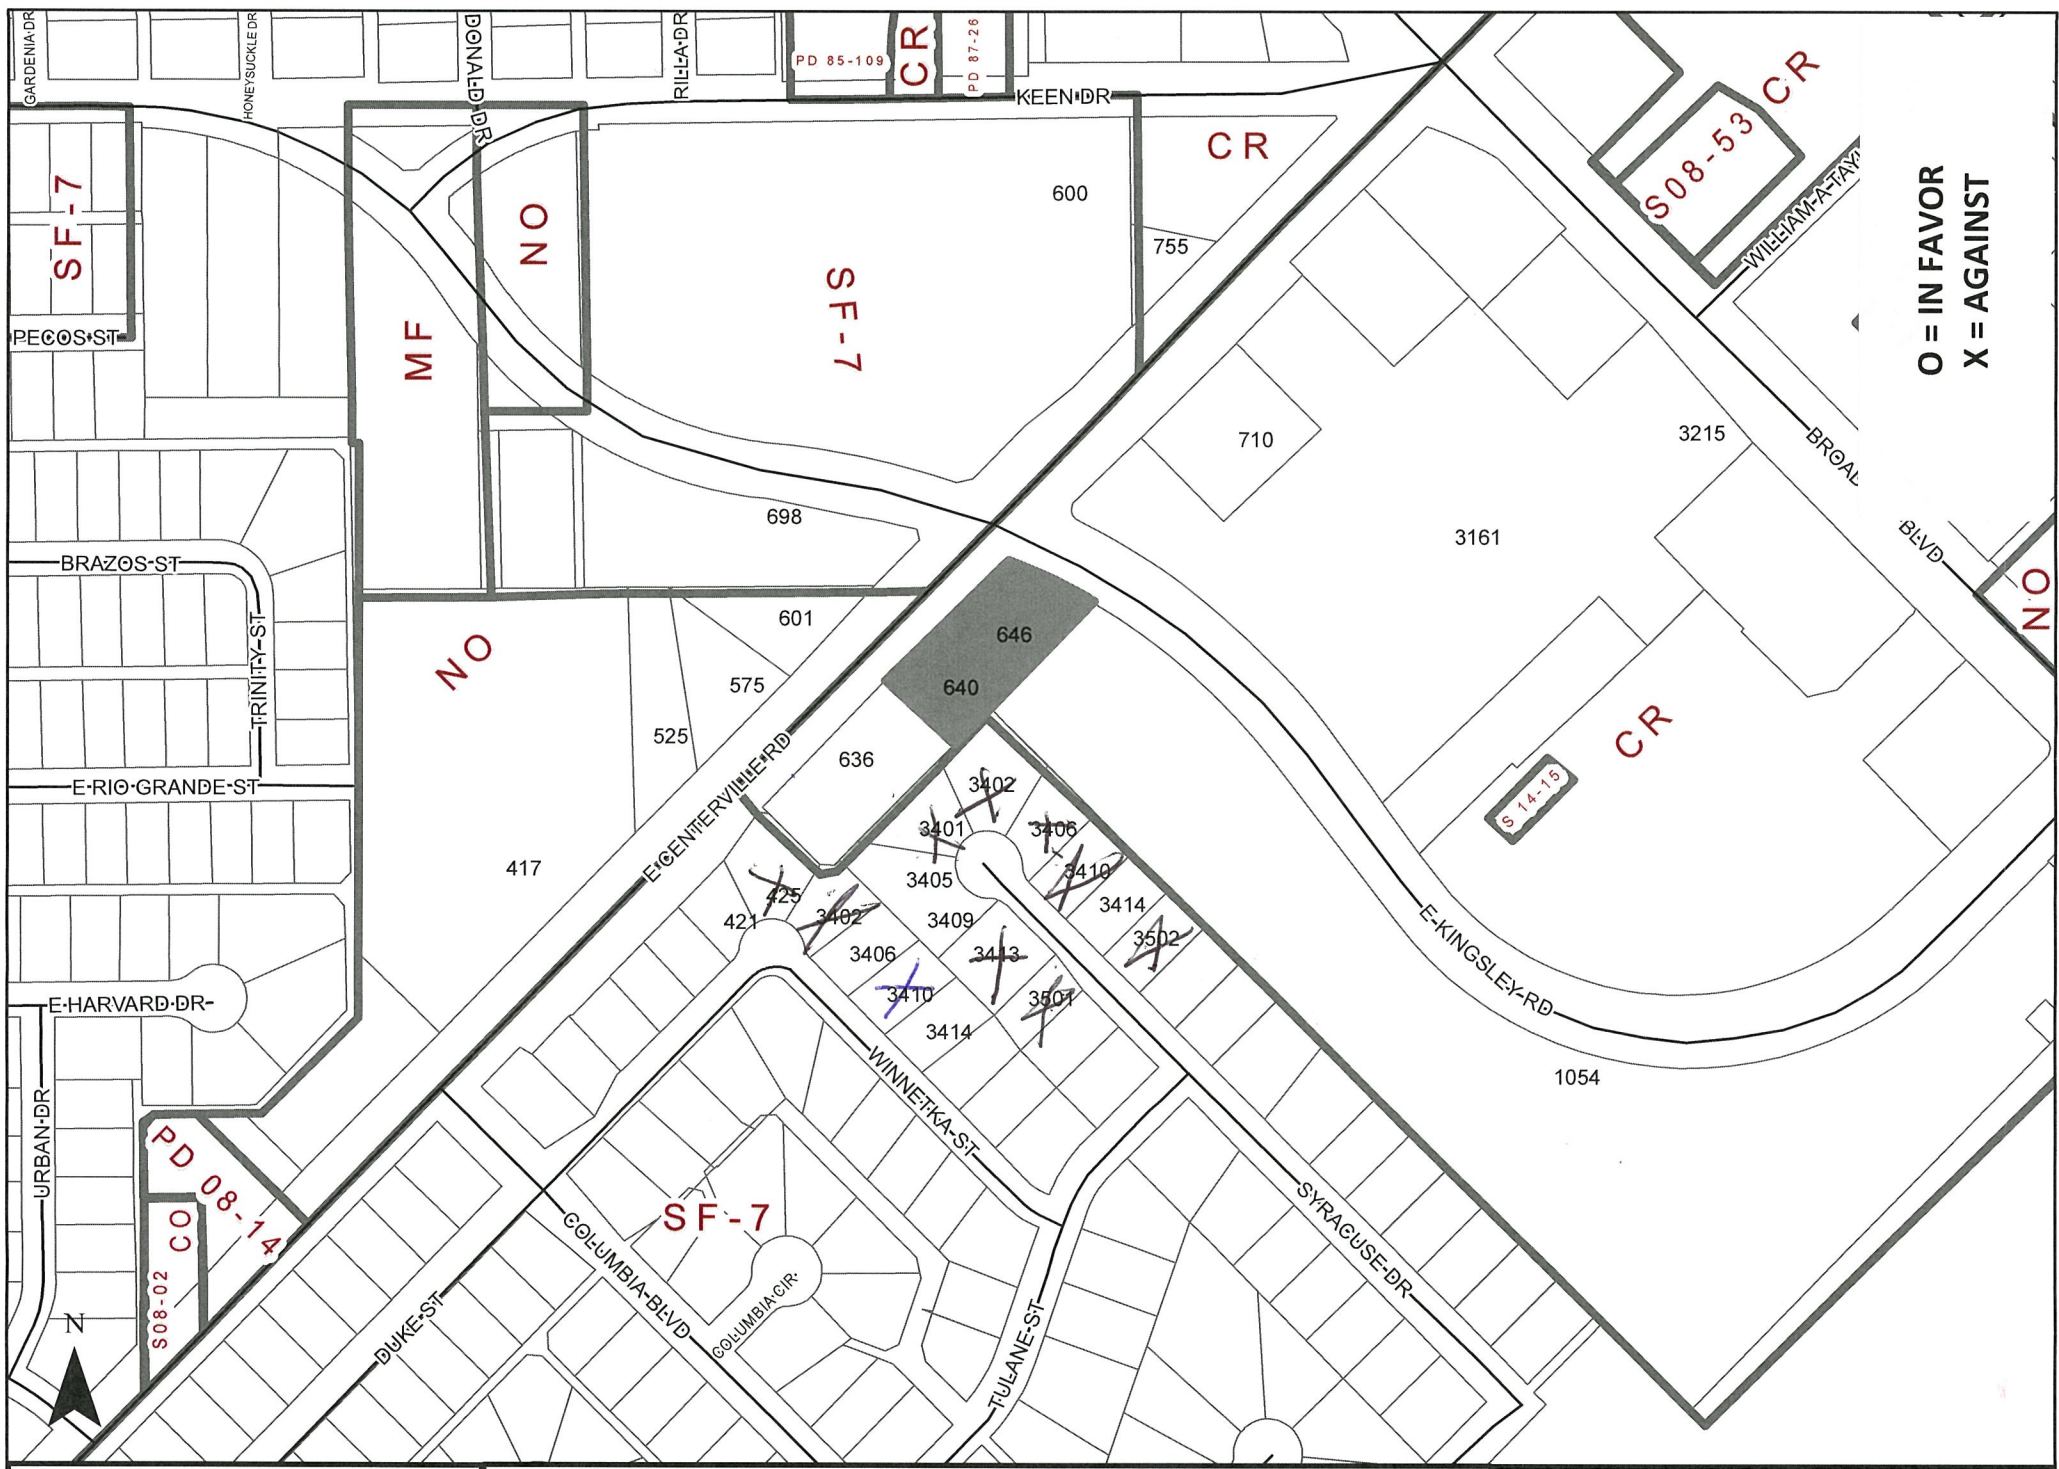 GARDENIA DR
HONEYSUCKLE DR
DONALD DR
RILLA DR
PD 85-109
CR
PD 87-26
KEEN DR
CR
CR
S08-53
WILLIAM-A-TAY
O = IN FAVOR
X = AGAINST
SF-7
PECOS ST
MF
NO
SF-7
600
755
710
3215
BROAD
BLVD
3161
NO
698
BRAZOS-ST
TRINITY-ST
E-RIO-GRANDE-ST
NO
601
575
525
417
646
640
636
E-CENTERVILLE-RD
CR
S 14-15
3402
3401
3406
3405
3410
3414
3409
3502
425
421
3402
3406
3413
3410
3501
3414
E-KINGSLEY-RD
1054
E-HARVARD-DR
URBAN-DR
PD 08-14
CO
S08-02
N
WINNETKA-ST
SYRACUSE-DR
SF-7
COLUMBIA-BLVD
COLUMBIA-CIR
DUKE-ST
TULANE-ST